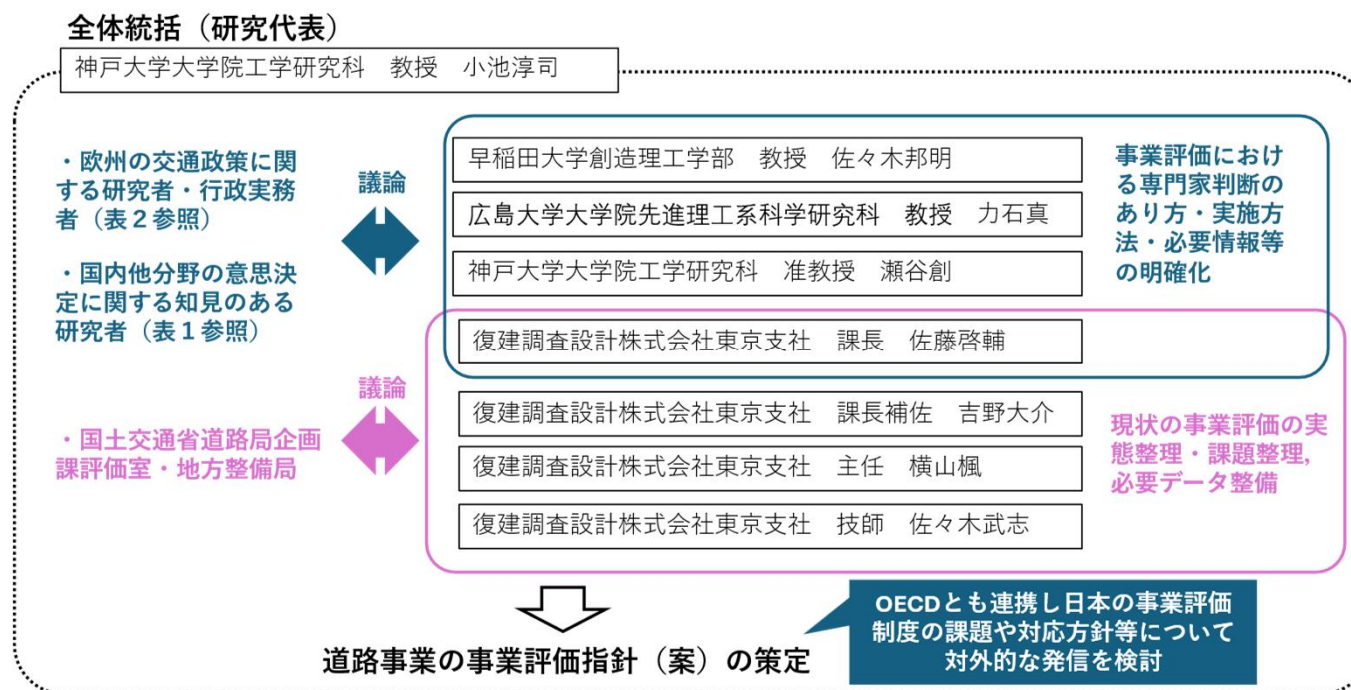 全体統括（研究代表）
神戸大学大学院工学研究科　教授　小池淳司
・欧州の交通政策に関
する研究者・行政実務
者（表２参照）
・国内他分野の意思決
定に関する知見のある
研究者（表１参照）
議論
早稲田大学創造理工学部　教授　佐々木邦明
広島大学大学院先進理工系科学研究科　教授　力石真
神戸大学大学院工学研究科　准教授　瀬谷創
復建調査設計株式会社東京支社　課長　佐藤啓輔
事業評価におけ
る専門家判断の
あり方・実施方
法・必要情報等
の明確化
・国土交通省道路局企画
課評価室・地方整備局
議論
復建調査設計株式会社東京支社　課長補佐　吉野大介
復建調査設計株式会社東京支社　主任　横山楓
復建調査設計株式会社東京支社　技師　佐々木武志
現状の事業評価の実
態整理・課題整理,
必要データ整備
道路事業の事業評価指針（案）の策定
OECDとも連携し日本の事業評価
制度の課題や対応方針等について
対外的な発信を検討